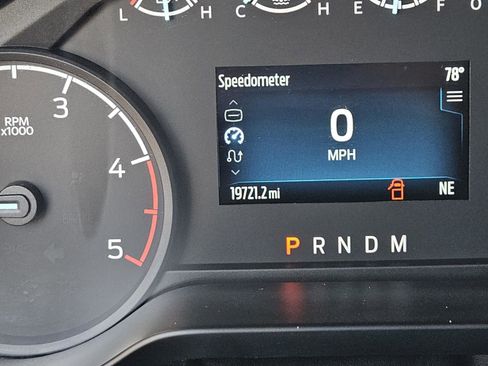 L H C H E F O
Speedometer 78°
3
RPM
x1000
0
4
MPH
19721.2 mi NE
5
P R N D M